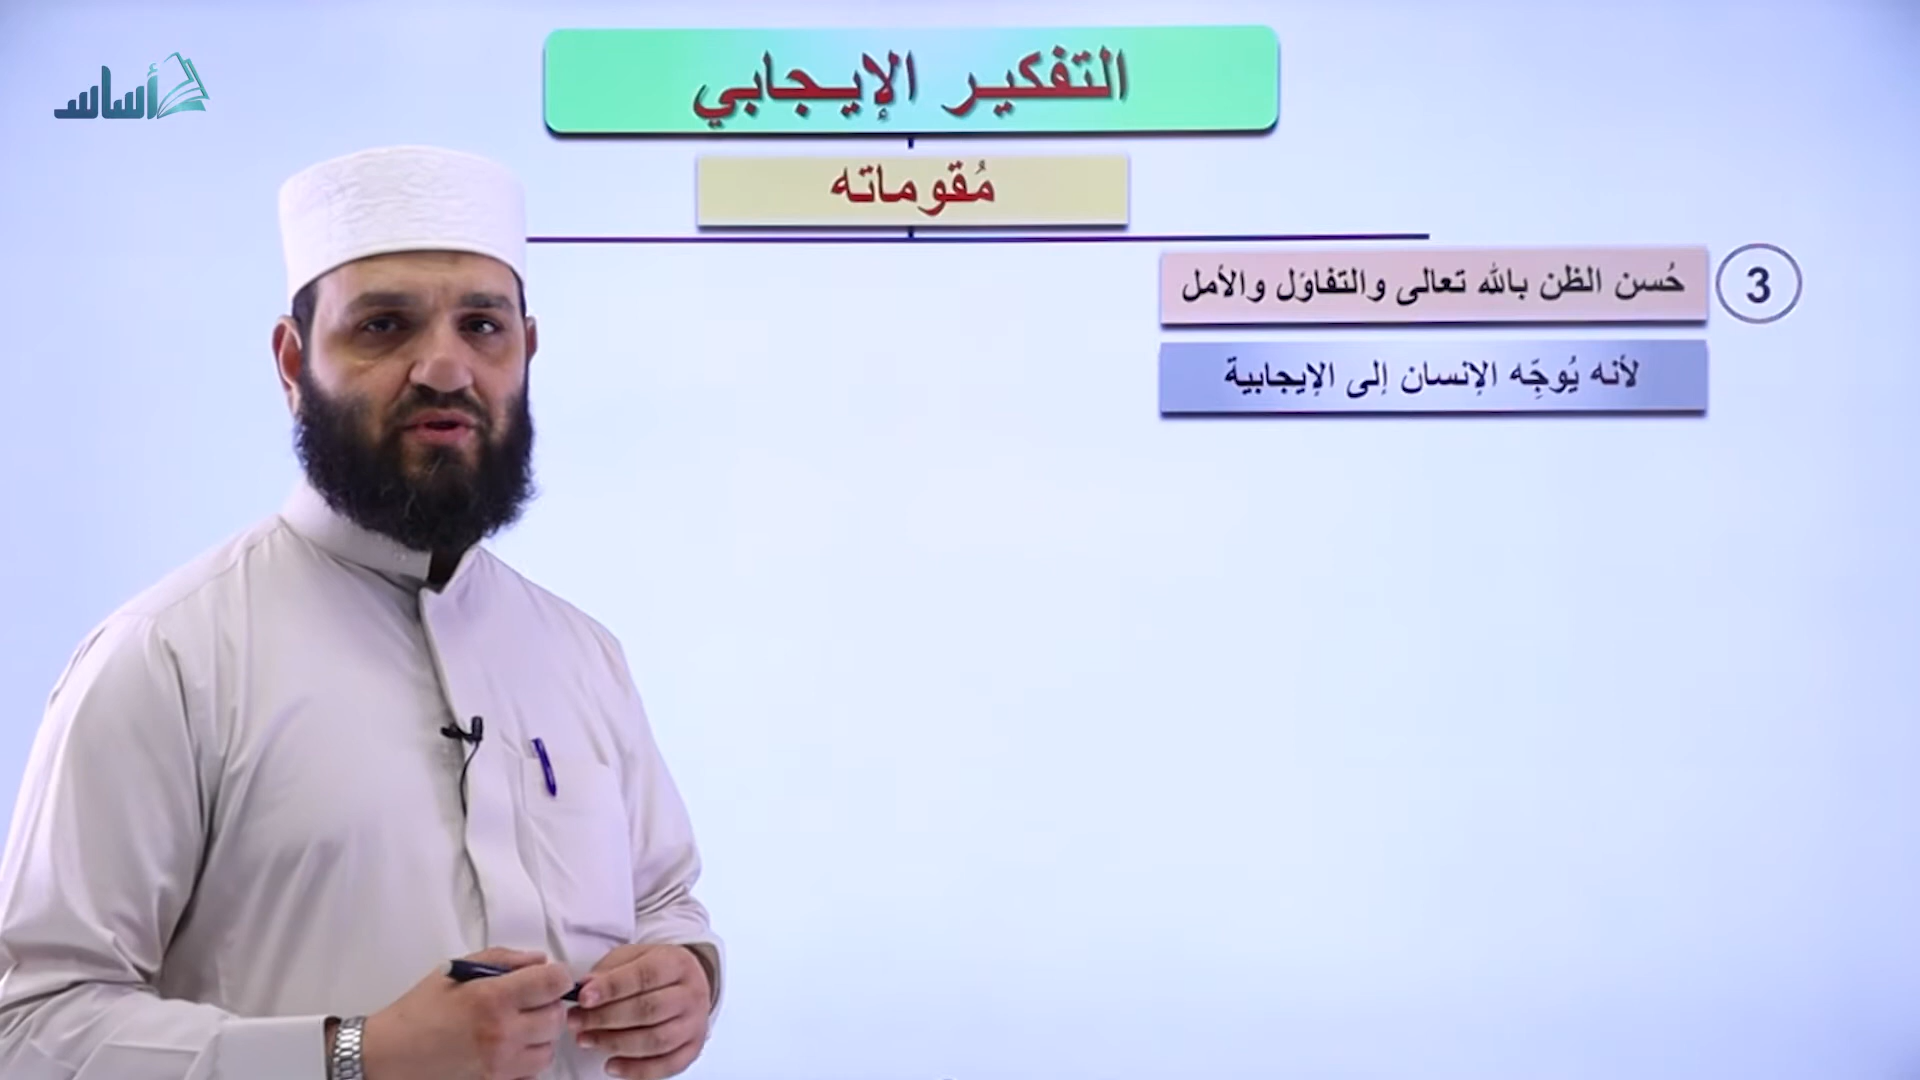 أساس
التفكير الإيجابي
مُقوماته
3
حُسن الظن بالله تعالى والتفاؤل والأمل
لأنه يُوجِّه الإنسان إلى الإيجابية